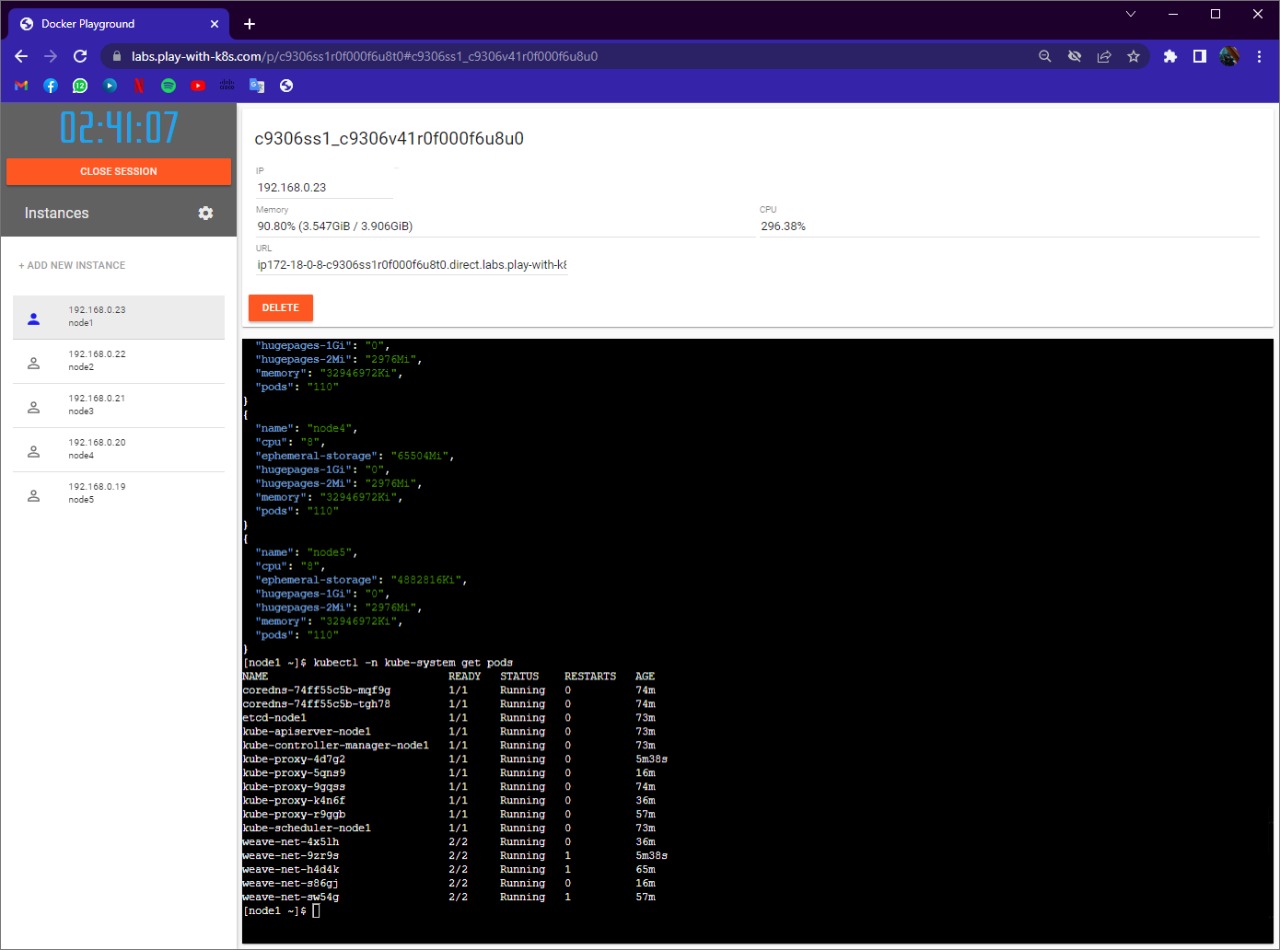 Docker Playground
labs.play-with-k8s.com/p/c9306ss1r0f000f6u8t0#c9306ss1_c9306v41r0f000f6u8u0
12
02:41:07
CLOSE SESSION
Instances
+ ADD NEW INSTANCE
192.168.0.23
node1
192.168.0.22
node2
192.168.0.21
node3
192.168.0.20
node4
192.168.0.19
node5
c9306ss1_c9306v41r0f000f6u8u0
IP
192.168.0.23
Memory
90.80% (3.547GiB / 3.906GiB)
CPU
296.38%
URL
ip172-18-0-8-c9306ss1r0f000f6u8t0.direct.labs.play-with-k8
DELETE
"hugepages-1Gi": "0",
"hugepages-2Mi": "2976Mi",
"memory": "32946972Ki",
"pods": "110"
}
{
"name": "node4",
"cpu": "8",
"ephemeral-storage": "65504Mi",
"hugepages-1Gi": "0",
"hugepages-2Mi": "2976Mi",
"memory": "32946972Ki",
"pods": "110"
}
{
"name": "node5",
"cpu": "8",
"ephemeral-storage": "4882816Ki",
"hugepages-1Gi": "0",
"hugepages-2Mi": "2976Mi",
"memory": "32946972Ki",
"pods": "110"
}
[node1 ~]$ kubectl -n kube-system get pods
NAME READY STATUS RESTARTS AGE
coredns-74ff55c5b-mqf9g 1/1 Running 0 74m
coredns-74ff55c5b-tgh78 1/1 Running 0 74m
etcd-node1 1/1 Running 0 73m
kube-apiserver-node1 1/1 Running 0 73m
kube-controller-manager-node1 1/1 Running 0 73m
kube-proxy-4d7g2 1/1 Running 0 5m38s
kube-proxy-5qns9 1/1 Running 0 16m
kube-proxy-9gqss 1/1 Running 0 74m
kube-proxy-k4n6f 1/1 Running 0 36m
kube-proxy-r9ggb 1/1 Running 0 57m
kube-scheduler-node1 1/1 Running 0 73m
weave-net-4x5lh 2/2 Running 0 36m
weave-net-9zr9s 2/2 Running 1 5m38s
weave-net-h4d4k 2/2 Running 1 65m
weave-net-s86gj 2/2 Running 0 16m
weave-net-sw54g 2/2 Running 1 57m
[node1 ~]$